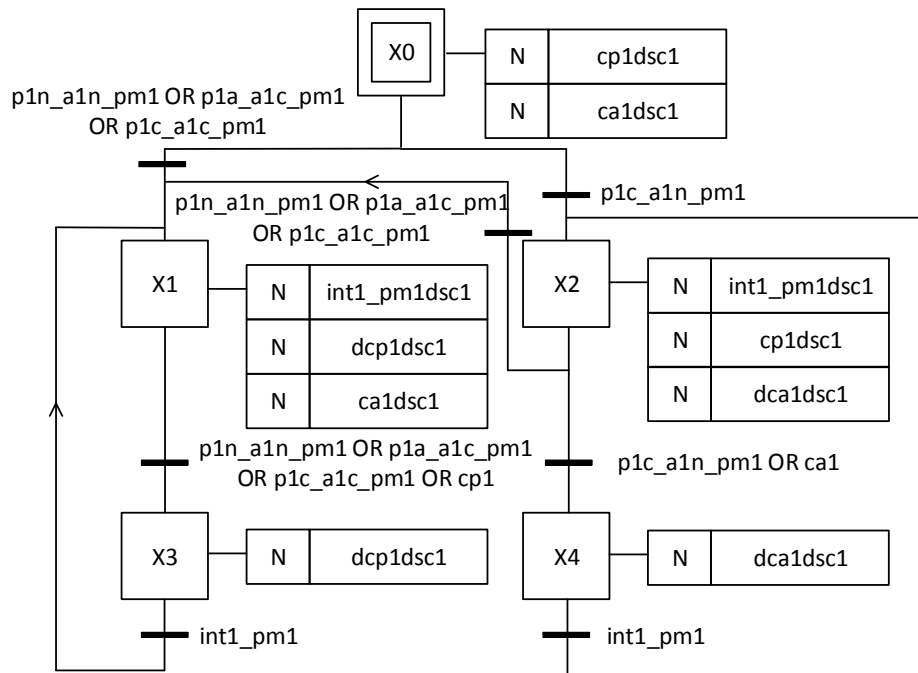 X0
N cp1dsc1
N ca1dsc1
p1n_a1n_pm1 OR p1a_a1c_pm1
OR p1c_a1c_pm1
p1c_a1n_pm1
p1n_a1n_pm1 OR p1a_a1c_pm1
OR p1c_a1c_pm1
X1
N int1_pm1dsc1
N dcp1dsc1
N ca1dsc1
X2
N int1_pm1dsc1
N cp1dsc1
N dca1dsc1
p1n_a1n_pm1 OR p1a_a1c_pm1
OR p1c_a1c_pm1 OR cp1
p1c_a1n_pm1 OR ca1
X3
N dcp1dsc1
X4
N dca1dsc1
int1_pm1
int1_pm1